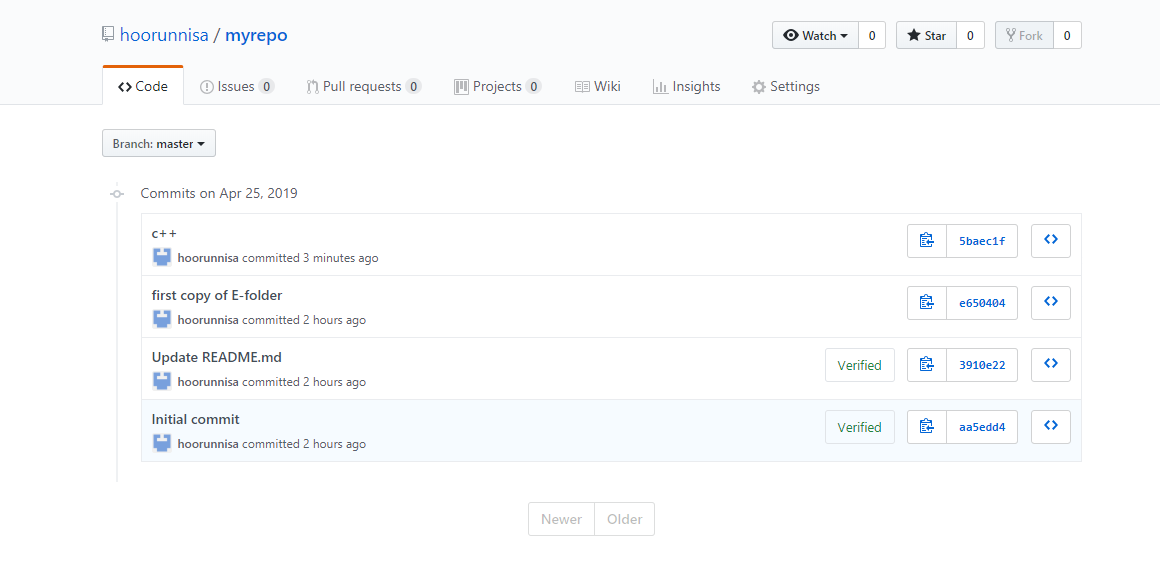 hoorunnisa / myrepo
Watch 0 Star 0 Fork 0
Code Issues 0 Pull requests 0 Projects 0 Wiki Insights Settings
Branch: master
Commits on Apr 25, 2019
c++
hoorunnisa committed 3 minutes ago
5baec1f
first copy of E-folder
hoorunnisa committed 2 hours ago
e650404
Update README.md
hoorunnisa committed 2 hours ago
Verified 3910e22
Initial commit
hoorunnisa committed 2 hours ago
Verified aa5edd4
Newer Older